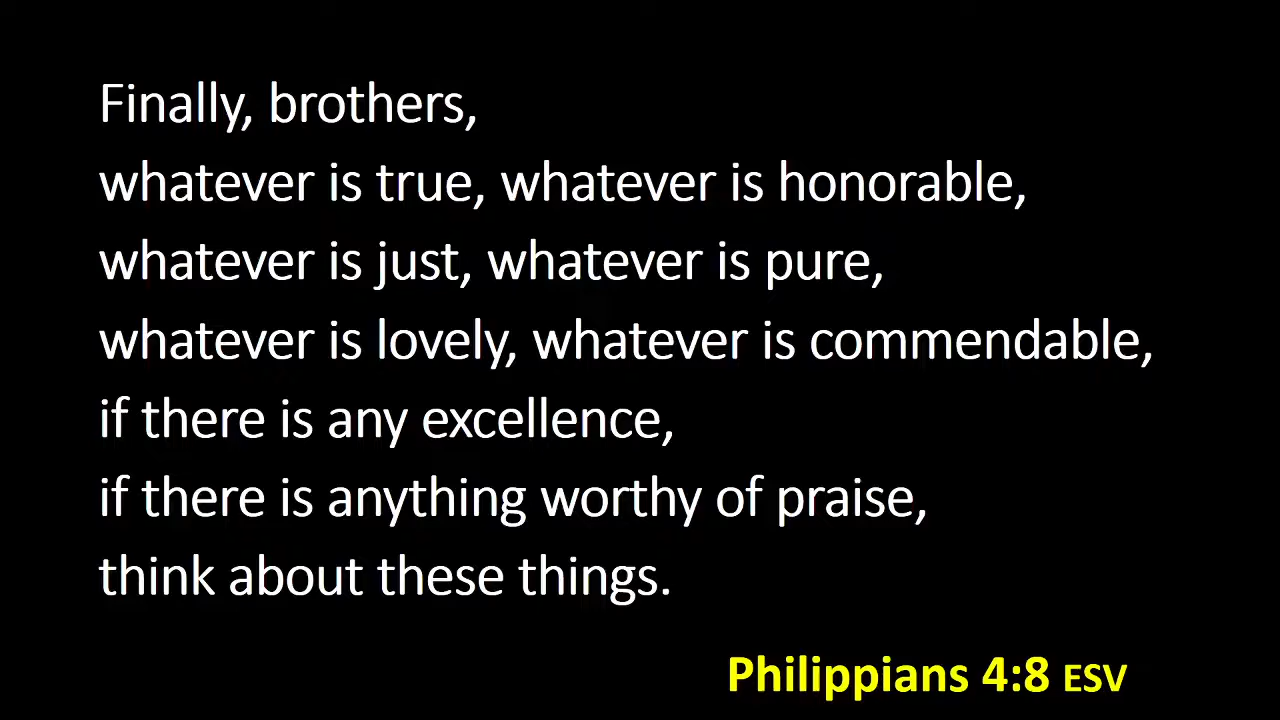 Finally, brothers,
whatever is true, whatever is honorable,
whatever is just, whatever is pure,
whatever is lovely, whatever is commendable,
if there is any excellence,
if there is anything worthy of praise,
think about these things.
Philippians 4:8 ESV